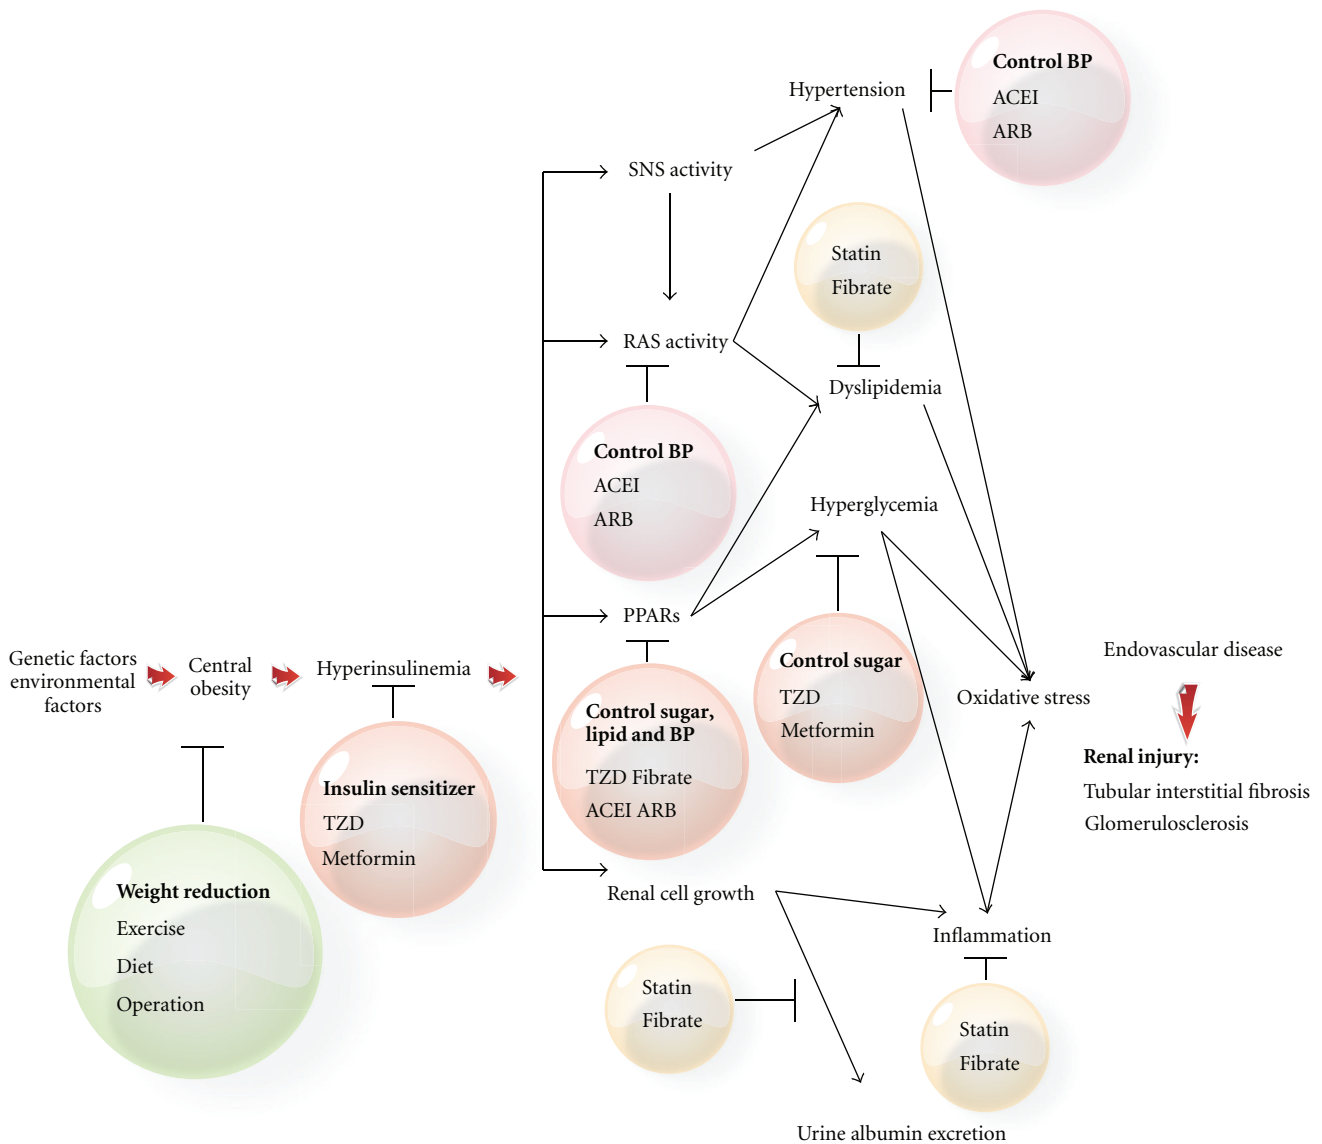 Genetic factors
environmental
factors
Central
obesity
Weight reduction
Exercise
Diet
Operation
Hyperinsulinemia
Insulin sensitizer
TZD
Metformin
SNS activity
RAS activity
Control BP
ACEI
ARB
PPARs
Control sugar,
lipid and BP
TZD Fibrate
ACEI ARB
Renal cell growth
Statin
Fibrate
Hypertension
Control BP
ACEI
ARB
Statin
Fibrate
Dyslipidemia
Hyperglycemia
Control sugar
TZD
Metformin
Oxidative stress
Inflammation
Statin
Fibrate
Urine albumin excretion
Endovascular disease
Renal injury:
Tubular interstitial fibrosis
Glomerulosclerosis